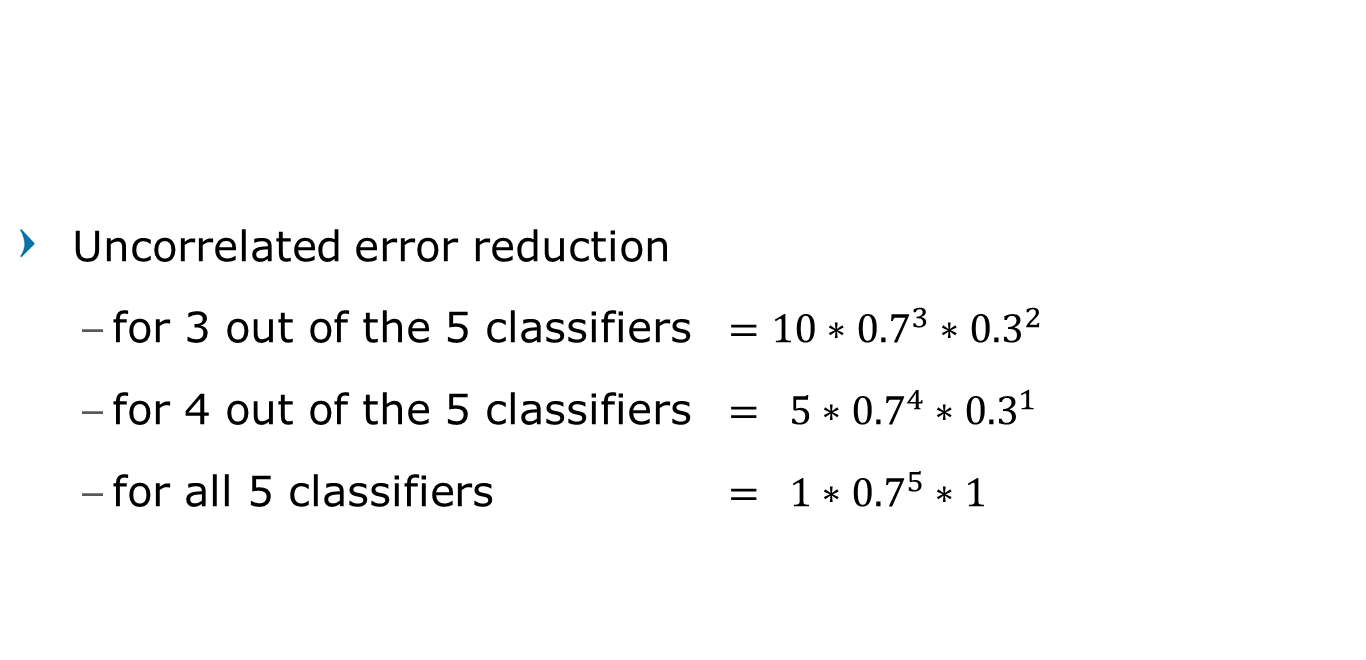 Uncorrelated error reduction
– for 3 out of the 5 classifiers = 10 ∗ 0.7³ ∗ 0.3²
– for 4 out of the 5 classifiers = 5 ∗ 0.7⁴ ∗ 0.3¹
– for all 5 classifiers = 1 ∗ 0.7⁵ ∗ 1